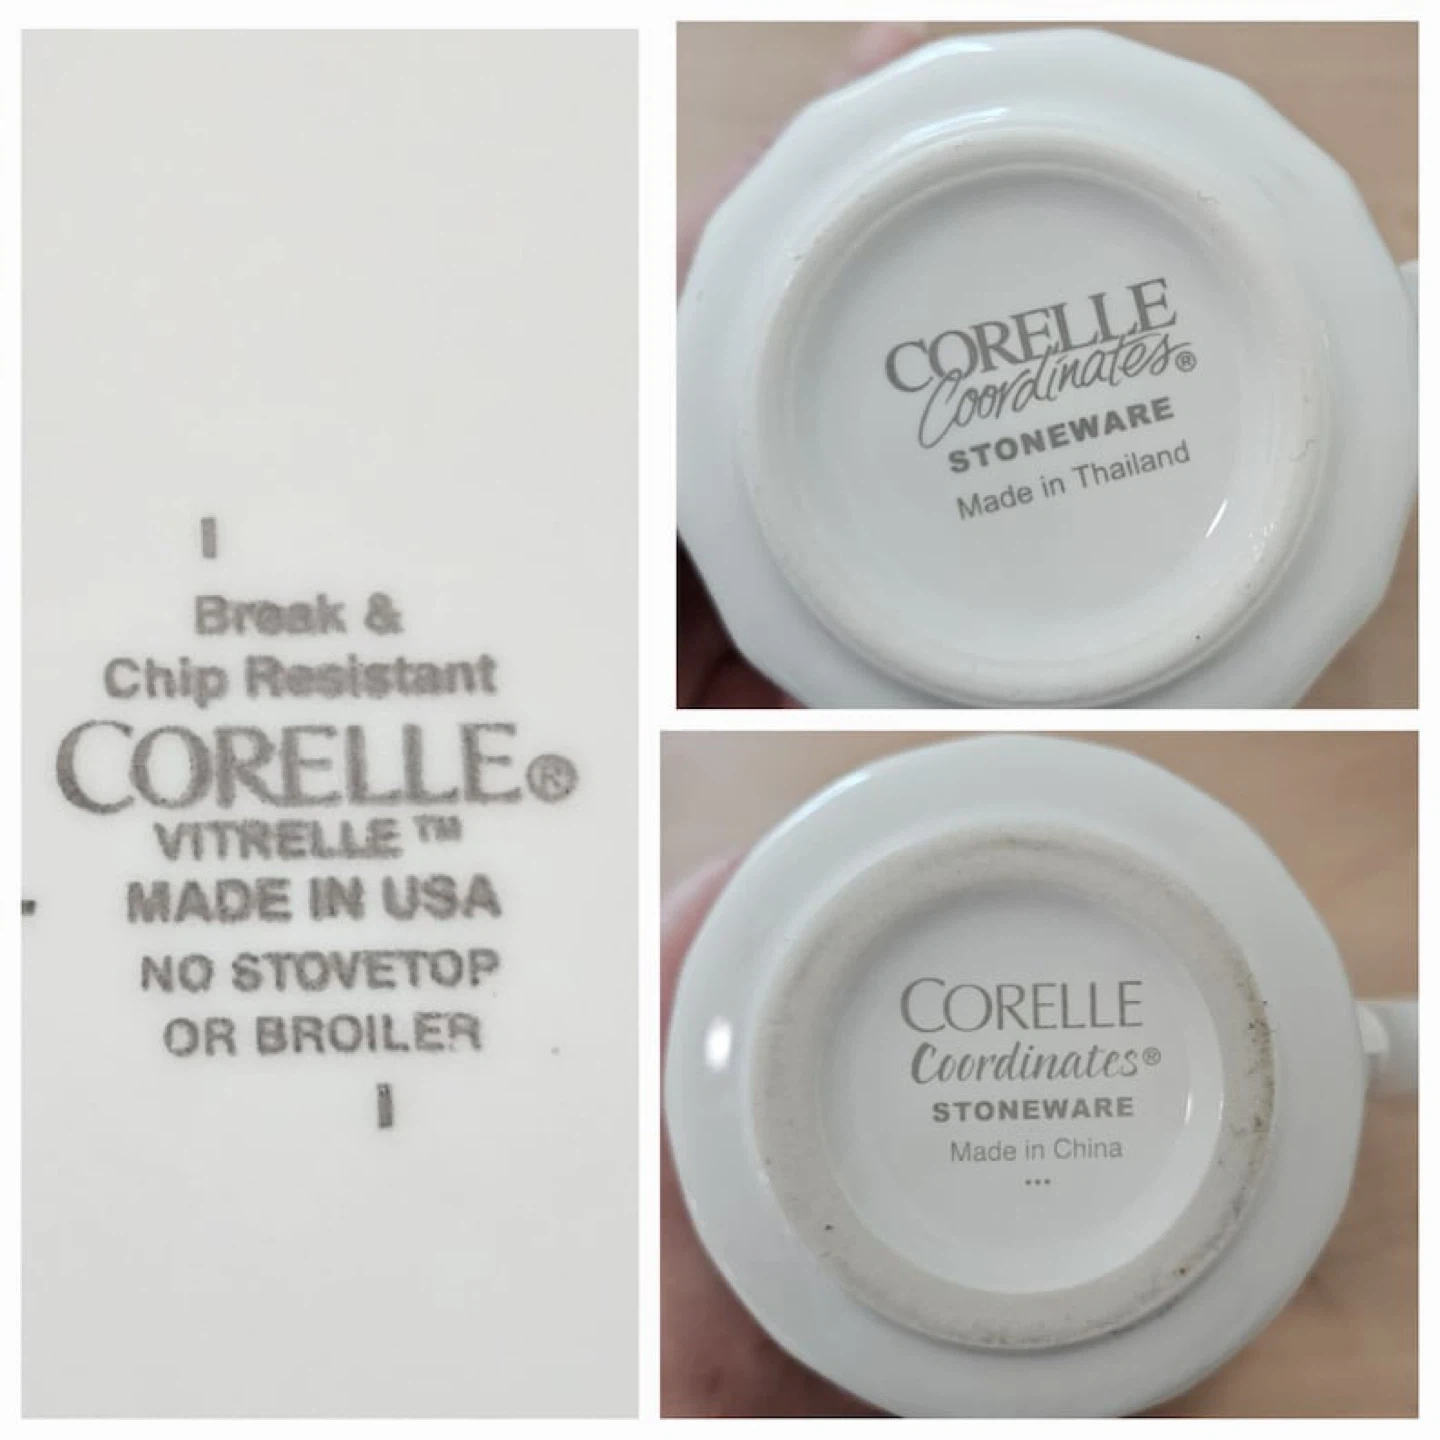 Break &
Chip Resistant
CORELLE®
VITRELLE™
MADE IN USA
NO STOVETOP
OR BROILER
CORELLE
Coordinates®
STONEWARE
Made in Thailand
CORELLE
Coordinates®
STONEWARE
Made in China